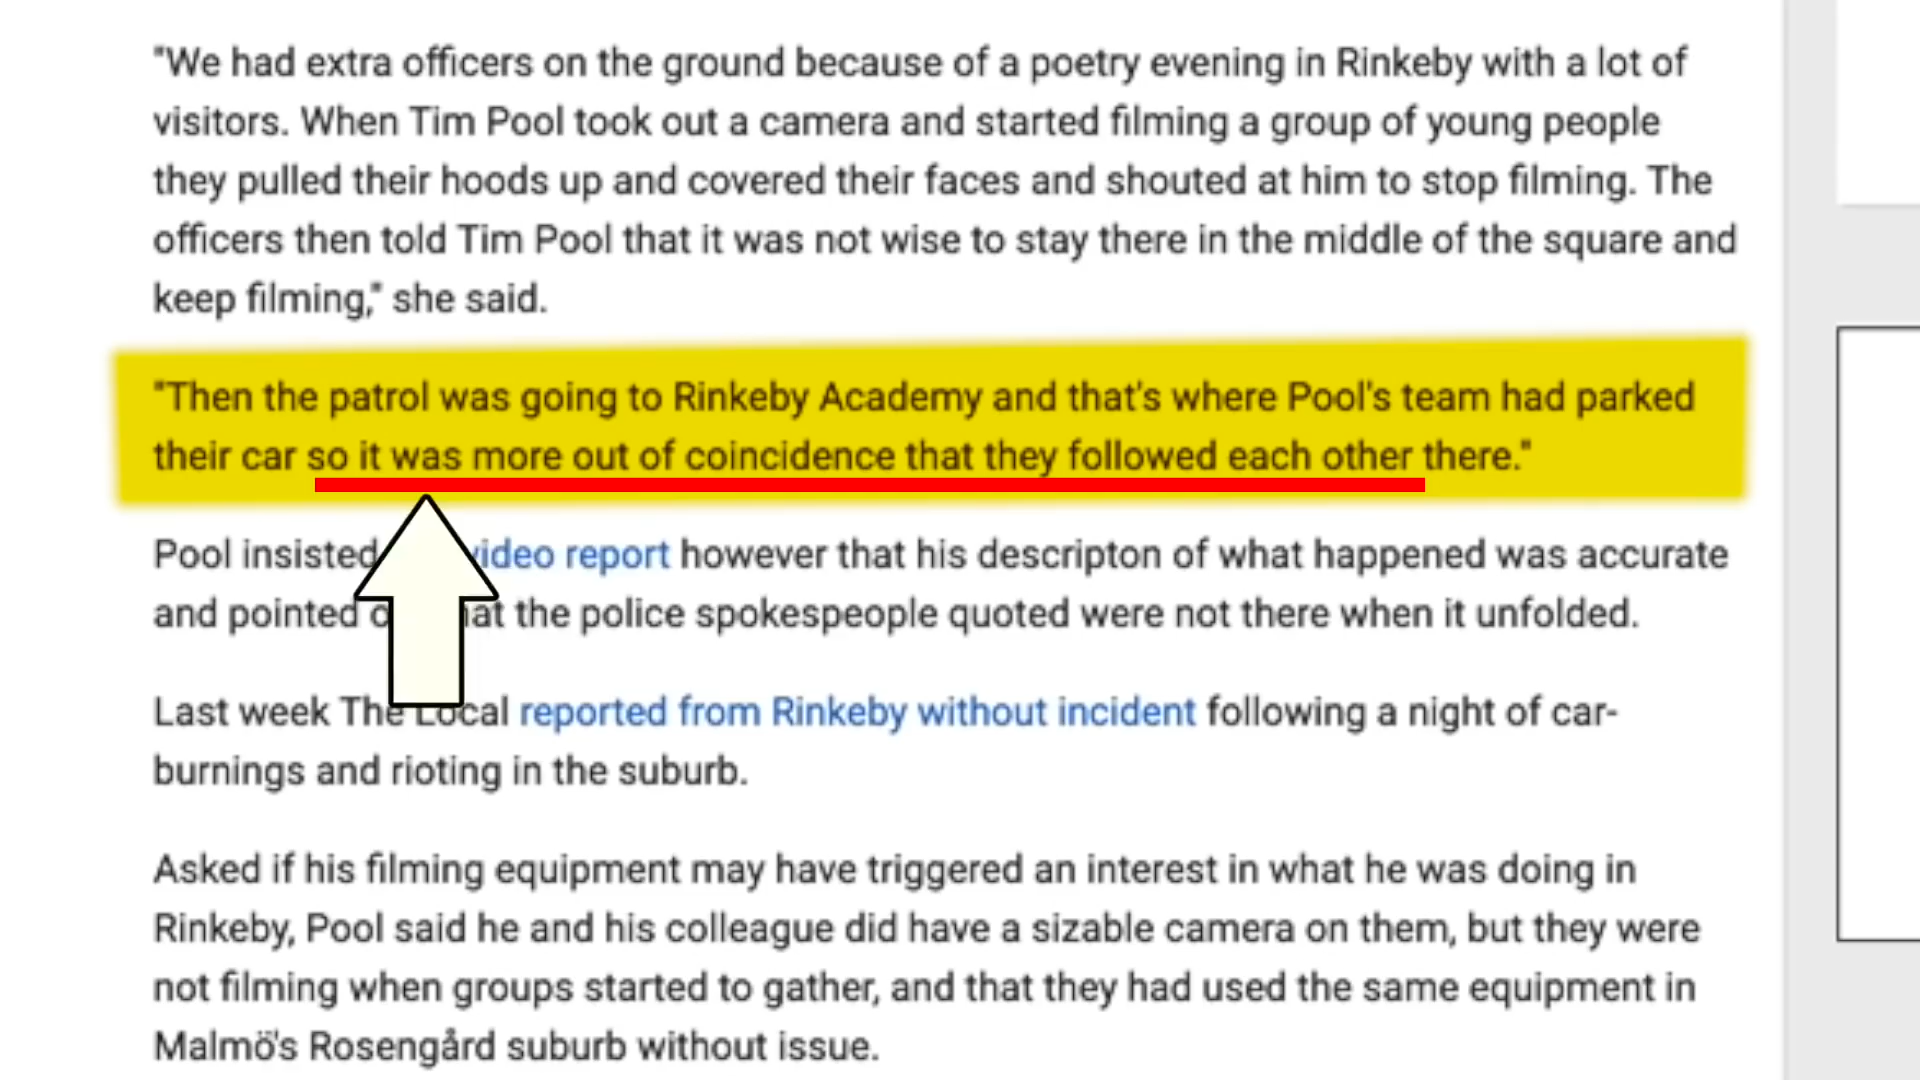 "We had extra officers on the ground because of a poetry evening in Rinkeby with a lot of
visitors. When Tim Pool took out a camera and started filming a group of young people
they pulled their hoods up and covered their faces and shouted at him to stop filming. The
officers then told Tim Pool that it was not wise to stay there in the middle of the square and
keep filming," she said.
"Then the patrol was going to Rinkeby Academy and that's where Pool's team had parked
their car so it was more out of coincidence that they followed each other there."
Pool insisted video report however that his descripton of what happened was accurate
and pointed the police spokespeople quoted were not there when it unfolded.
Last week The Local reported from Rinkeby without incident following a night of car-
burnings and rioting in the suburb.
Asked if his filming equipment may have triggered an interest in what he was doing in
Rinkeby, Pool said he and his colleague did have a sizable camera on them, but they were
not filming when groups started to gather, and that they had used the same equipment in
Malmö's Rosengård suburb without issue.